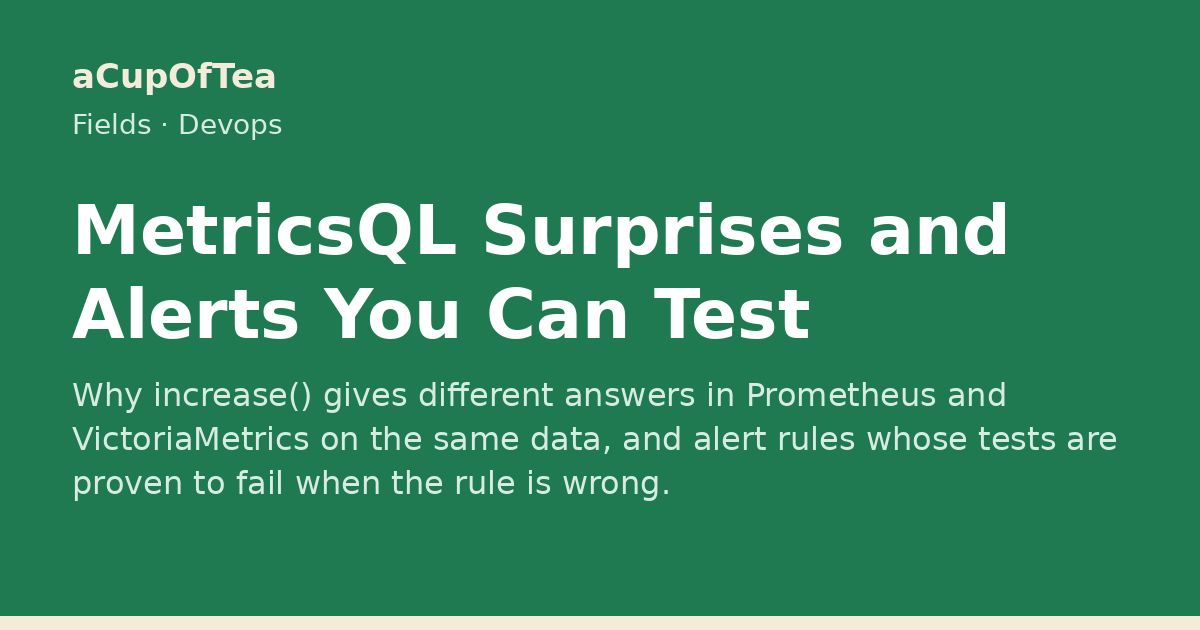 aCupOfTea
Fields · Devops
MetricsQL Surprises and
Alerts You Can Test
Why increase() gives different answers in Prometheus and
VictoriaMetrics on the same data, and alert rules whose tests are
proven to fail when the rule is wrong.